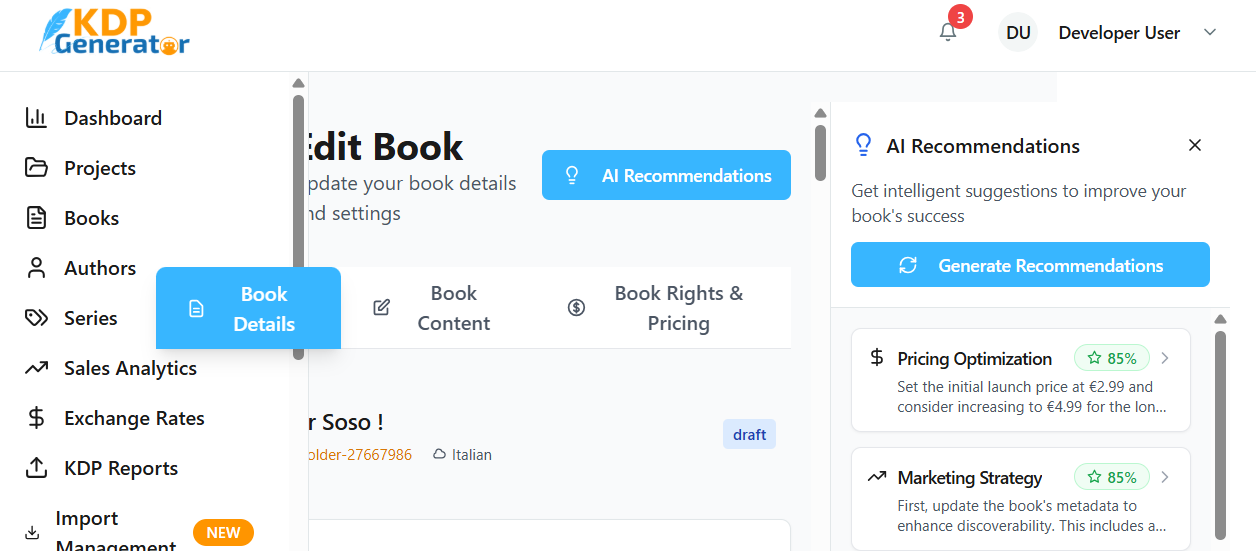 KDP
Generator
3
DU
Developer User
Dashboard
Projects
Books
Authors
Series
Sales Analytics
Exchange Rates
KDP Reports
Import
Management
NEW
Edit Book
update your book details
and settings
AI Recommendations
Book
Details
Book
Content
Book Rights &
Pricing
r Soso !
older-27667986
Italian
draft
AI Recommendations
Get intelligent suggestions to improve your
book's success
Generate Recommendations
Pricing Optimization
85%
Set the initial launch price at €2.99 and
consider increasing to €4.99 for the lon...
Marketing Strategy
85%
First, update the book's metadata to
enhance discoverability. This includes a...